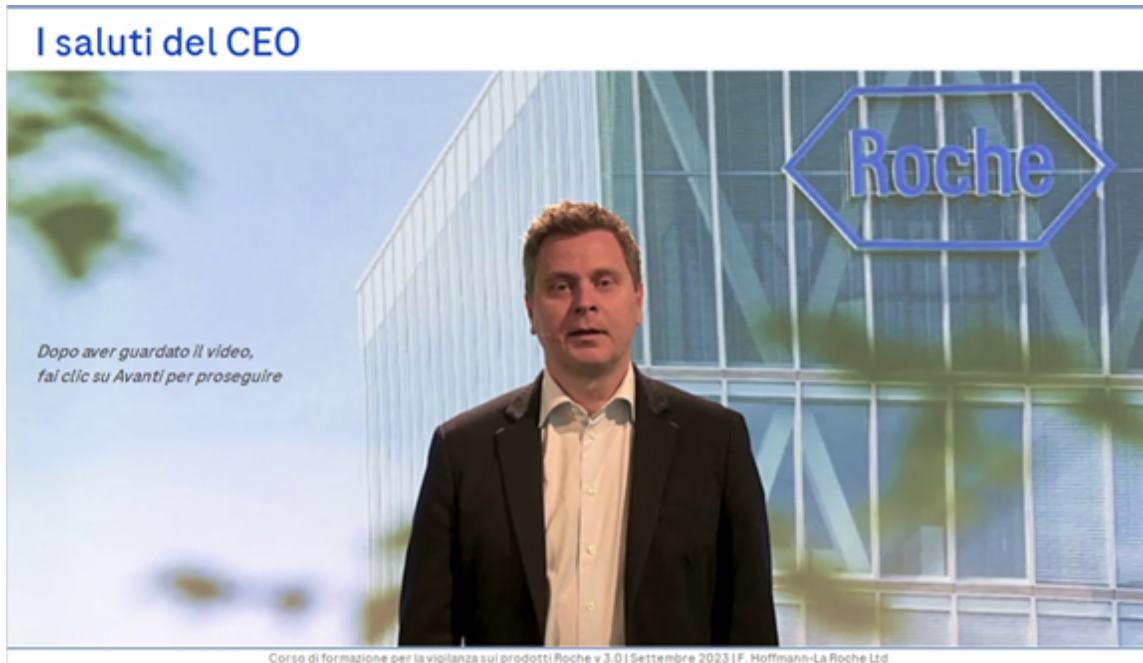 I saluti del CEO
Roche
Dopo aver guardato il video,
fai clic su Avanti per proseguire
Corso di formazione per la vigilanza sui prodotti Roche v 3.0 | Settembre 2023 | F. Hoffmann-La Roche Ltd